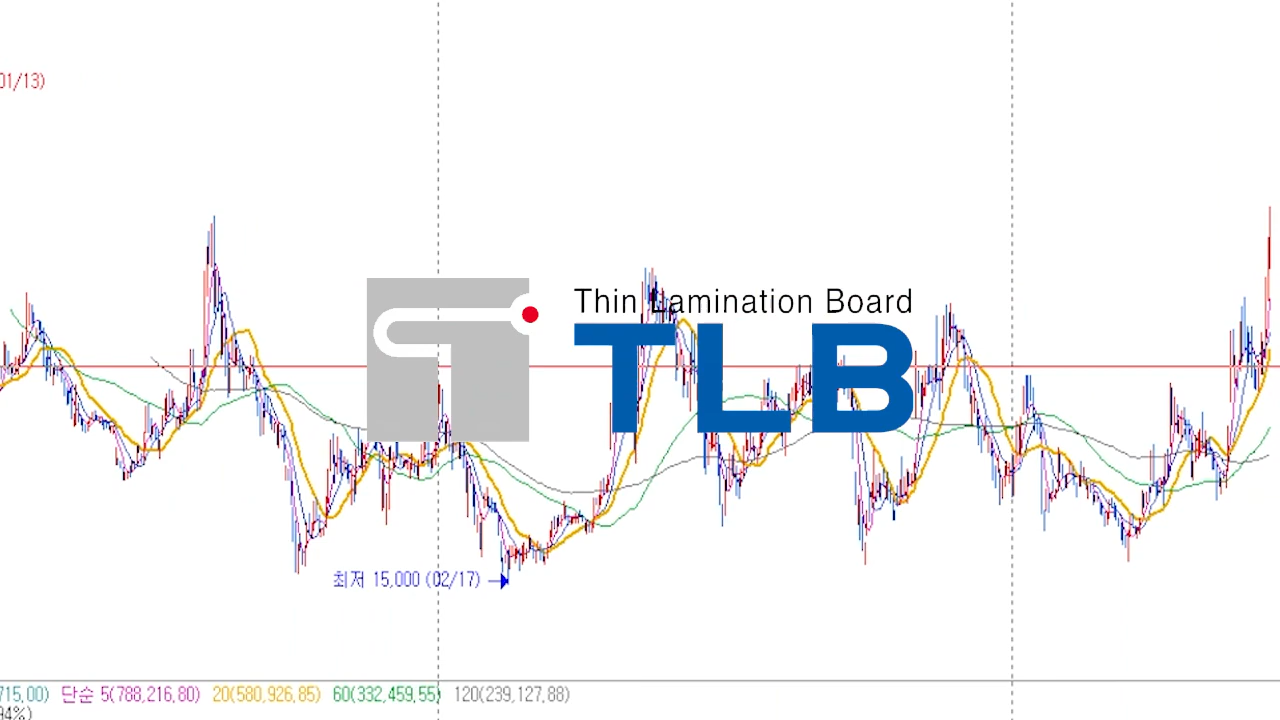 01/13)
Thin Lamination Board
TLB
최저 15,000 (02/17)
715,00) 단순 5(788,216,80) 20(580,926,85) 60(332,459,55) 120(239,127,88)
94%)